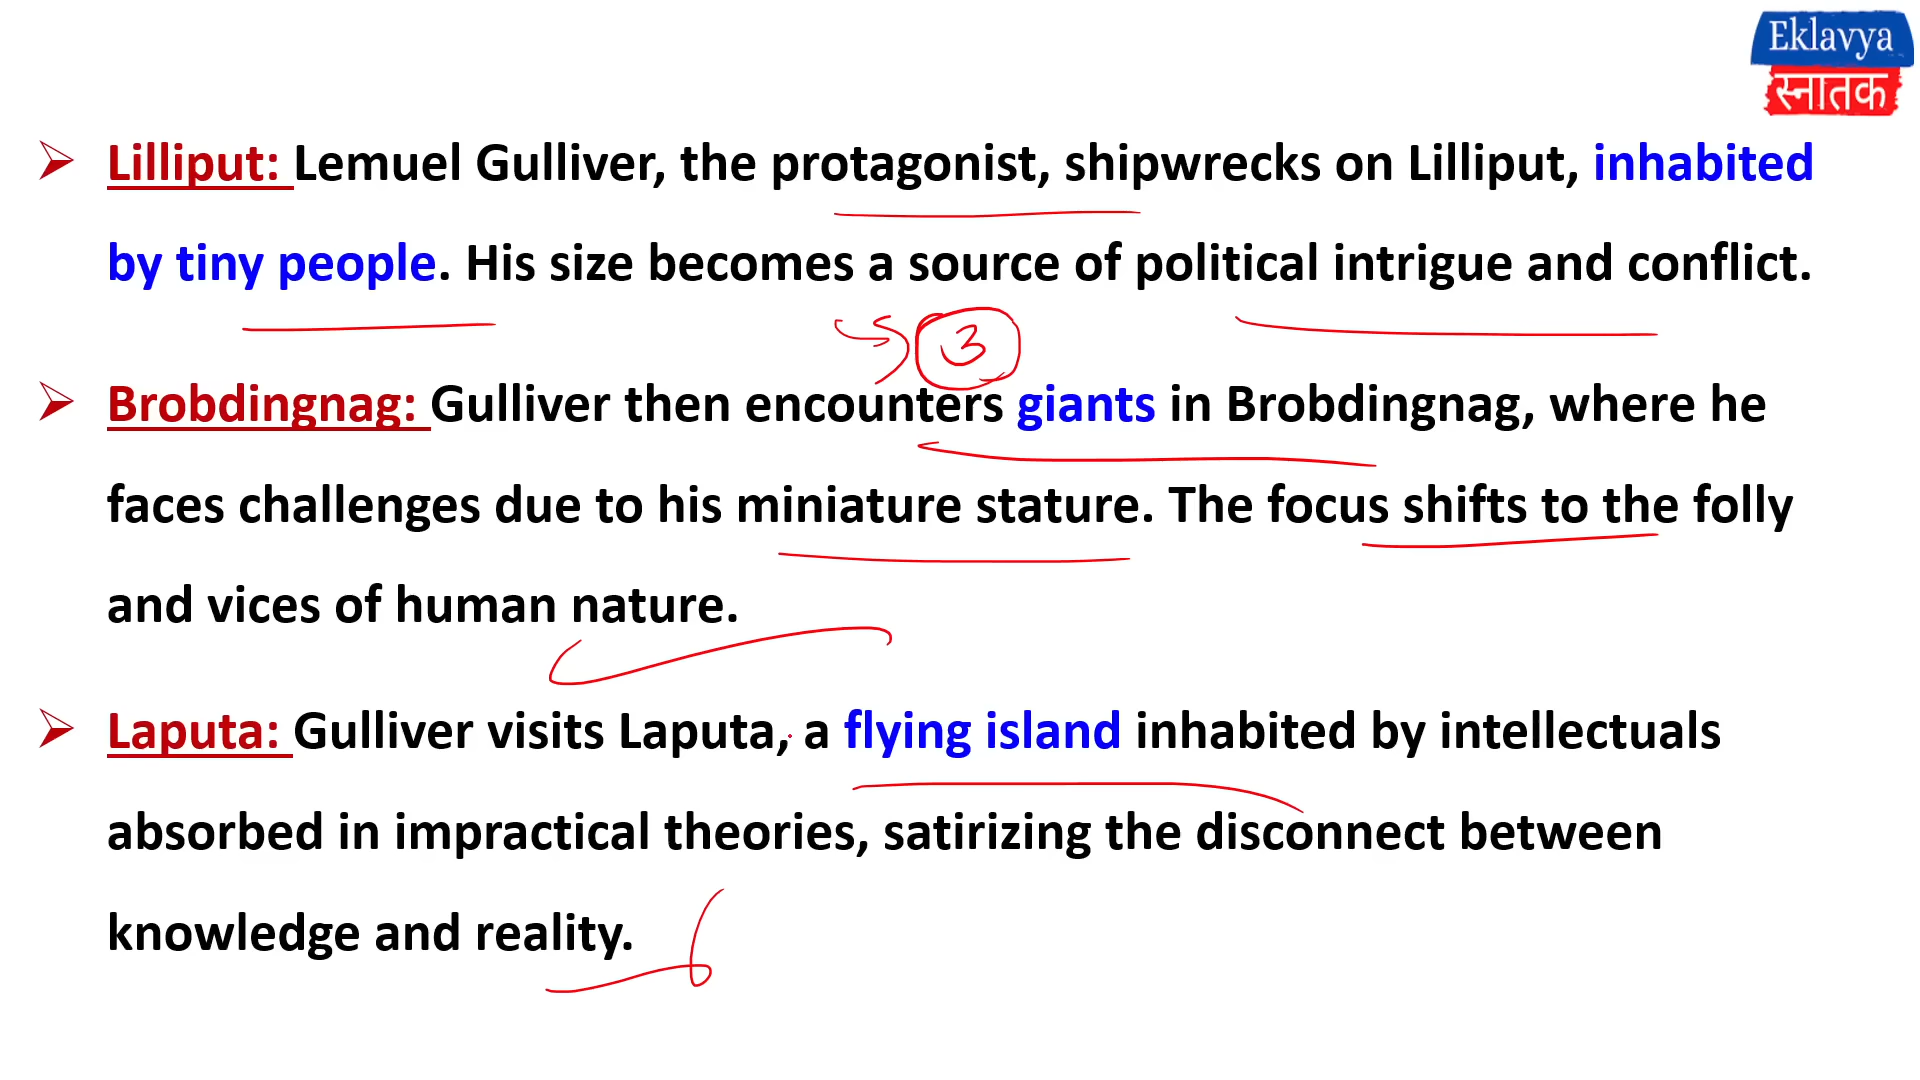 Eklavya
स्नातक
Lilliput: Lemuel Gulliver, the protagonist, shipwrecks on Lilliput, inhabited
by tiny people. His size becomes a source of political intrigue and conflict.
3
Brobdingnag: Gulliver then encounters giants in Brobdingnag, where he
faces challenges due to his miniature stature. The focus shifts to the folly
and vices of human nature.
Laputa: Gulliver visits Laputa, a flying island inhabited by intellectuals
absorbed in impractical theories, satirizing the disconnect between
knowledge and reality.